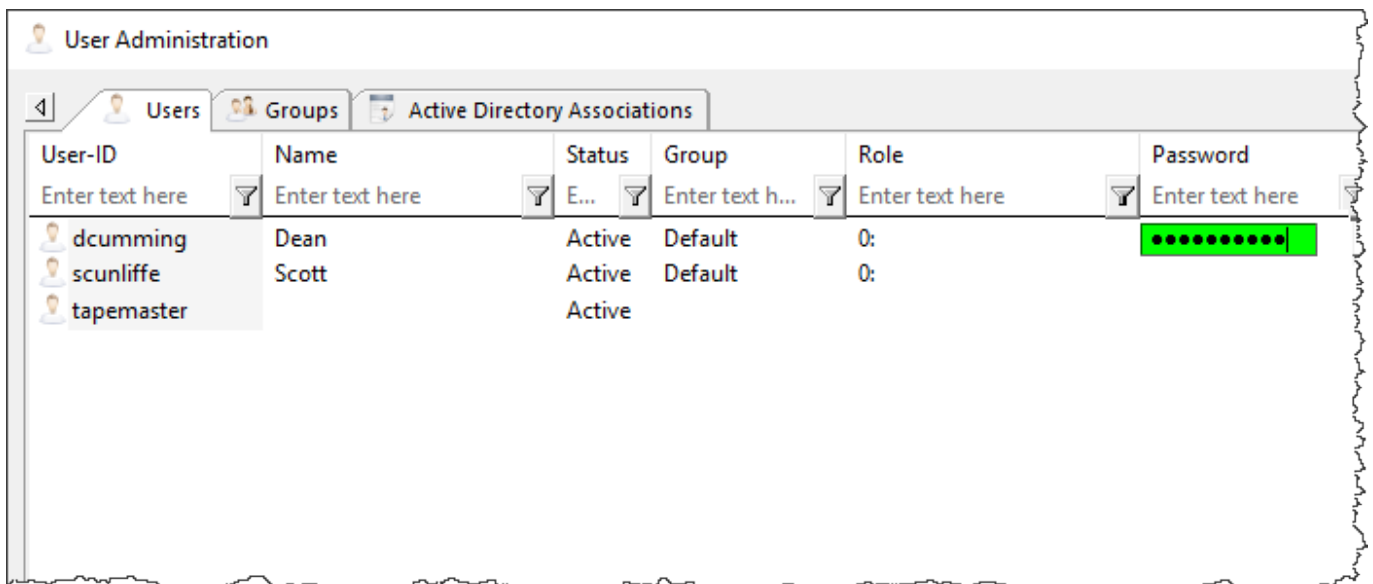 User Administration
Users Groups Active Directory Associations
User-ID Name Status Group Role Password
Enter text here Enter text here E... Enter text h... Enter text here Enter text here
dcumming Dean Active Default 0: ●●●●●●●●●●
scunliffe Scott Active Default 0:
tapemaster Active